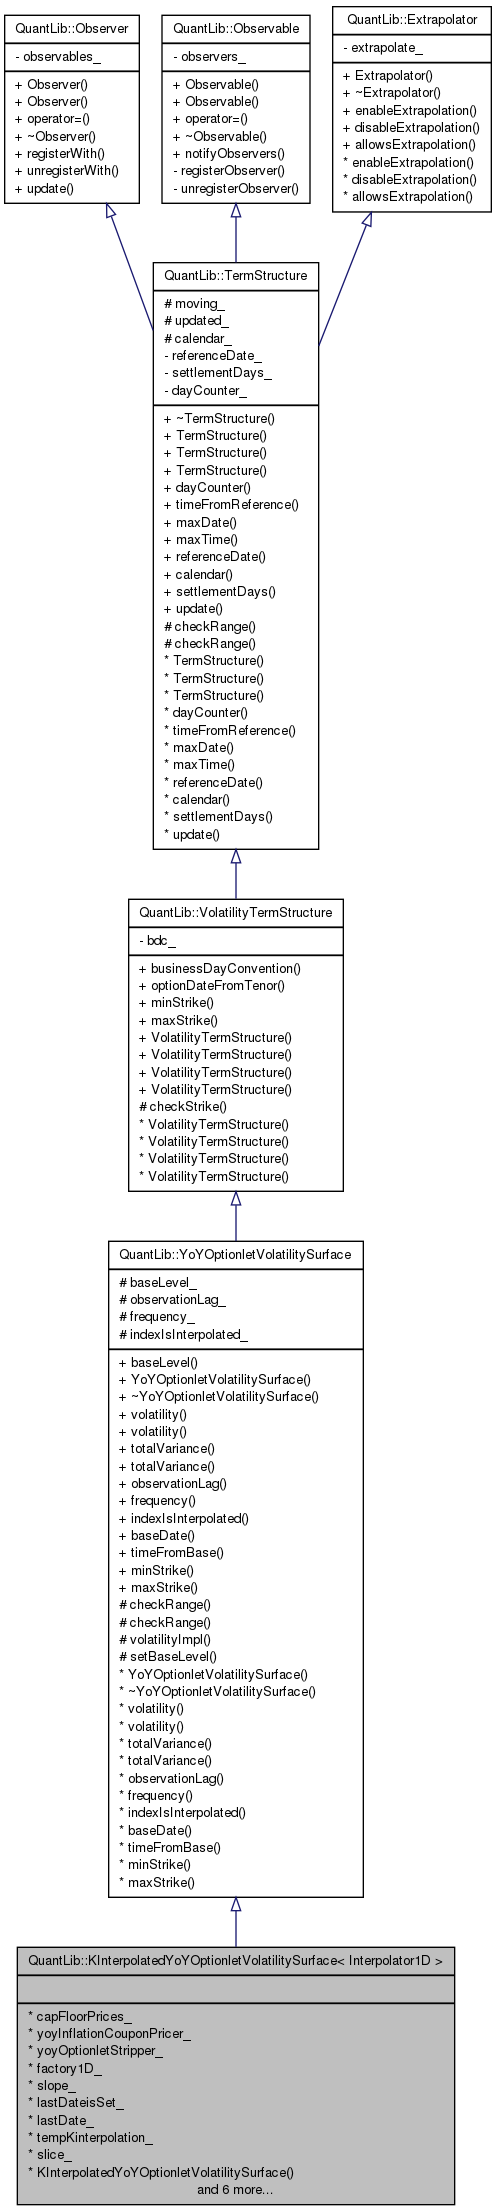 QuantLib::Observer
- observables_
+ Observer()
+ Observer()
+ operator=()
+ ~Observer()
+ registerWith()
+ unregisterWith()
+ update()
QuantLib::Observable
- observers_
+ Observable()
+ Observable()
+ operator=()
+ ~Observable()
+ notifyObservers()
- registerObserver()
- unregisterObserver()
QuantLib::Extrapolator
- extrapolate_
+ Extrapolator()
+ ~Extrapolator()
+ enableExtrapolation()
+ disableExtrapolation()
+ allowsExtrapolation()
* enableExtrapolation()
* disableExtrapolation()
* allowsExtrapolation()
QuantLib::TermStructure
# moving_
# updated_
# calendar_
- referenceDate_
- settlementDays_
- dayCounter_
+ ~TermStructure()
+ TermStructure()
+ TermStructure()
+ TermStructure()
+ dayCounter()
+ timeFromReference()
+ maxDate()
+ maxTime()
+ referenceDate()
+ calendar()
+ settlementDays()
+ update()
# checkRange()
# checkRange()
* TermStructure()
* TermStructure()
* TermStructure()
* dayCounter()
* timeFromReference()
* maxDate()
* maxTime()
* referenceDate()
* calendar()
* settlementDays()
* update()
QuantLib::VolatilityTermStructure
- bdc_
+ businessDayConvention()
+ optionDateFromTenor()
+ minStrike()
+ maxStrike()
+ VolatilityTermStructure()
+ VolatilityTermStructure()
+ VolatilityTermStructure()
+ VolatilityTermStructure()
# checkStrike()
* VolatilityTermStructure()
* VolatilityTermStructure()
* VolatilityTermStructure()
* VolatilityTermStructure()
QuantLib::YoYOptionletVolatilitySurface
# baseLevel_
# observationLag_
# frequency_
# indexIsInterpolated_
+ baseLevel()
+ YoYOptionletVolatilitySurface()
+ ~YoYOptionletVolatilitySurface()
+ volatility()
+ volatility()
+ totalVariance()
+ totalVariance()
+ observationLag()
+ frequency()
+ indexIsInterpolated()
+ baseDate()
+ timeFromBase()
+ minStrike()
+ maxStrike()
# checkRange()
# checkRange()
# volatilityImpl()
# setBaseLevel()
* YoYOptionletVolatilitySurface()
* ~YoYOptionletVolatilitySurface()
* volatility()
* volatility()
* totalVariance()
* totalVariance()
* observationLag()
* frequency()
* indexIsInterpolated()
* baseDate()
* timeFromBase()
* minStrike()
* maxStrike()
QuantLib::KInterpolatedYoYOptionletVolatilitySurface< Interpolator1D >
* capFloorPrices_
* yoyInflationCouponPricer_
* yoyOptionletStripper_
* factory1D_
* slope_
* lastDateisSet_
* lastDate_
* tempKinterpolation_
* slice_
* KInterpolatedYoYOptionletVolatilitySurface()
and 6 more...